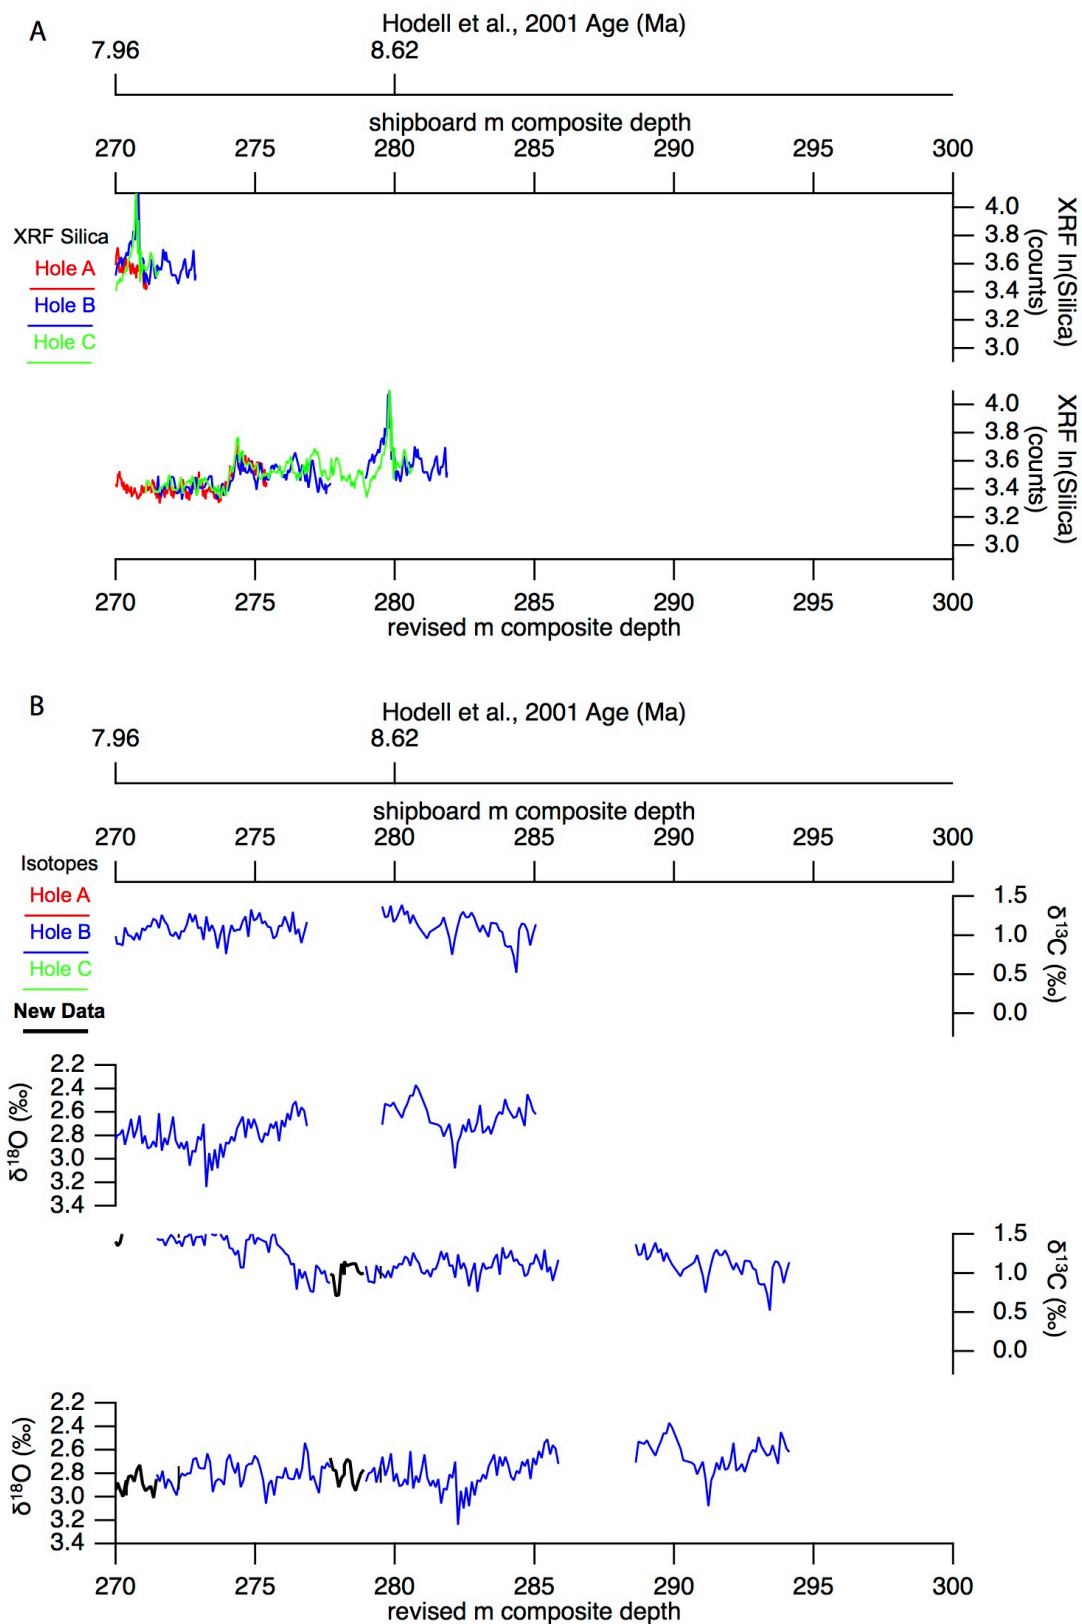 A
Hodell et al., 2001 Age (Ma)
7.96 8.62
shipboard m composite depth
270 275 280 285 290 295 300
XRF Silica
Hole A
Hole B
Hole C
4.0
3.8
3.6
3.4
3.2
3.0
XRF ln(Silica)
(counts)
4.0
3.8
3.6
3.4
3.2
3.0
XRF ln(Silica)
(counts)
270 275 280 285 290 295 300
revised m composite depth
B
Hodell et al., 2001 Age (Ma)
7.96 8.62
shipboard m composite depth
270 275 280 285 290 295 300
Isotopes
Hole A
Hole B
Hole C
New Data
1.5
1.0
0.5
0.0
δ¹³C (‰)
2.2
2.4
2.6
2.8
3.0
3.2
3.4
δ¹⁸O (‰)
1.5
1.0
0.5
0.0
δ¹³C (‰)
2.2
2.4
2.6
2.8
3.0
3.2
3.4
δ¹⁸O (‰)
270 275 280 285 290 295 300
revised m composite depth